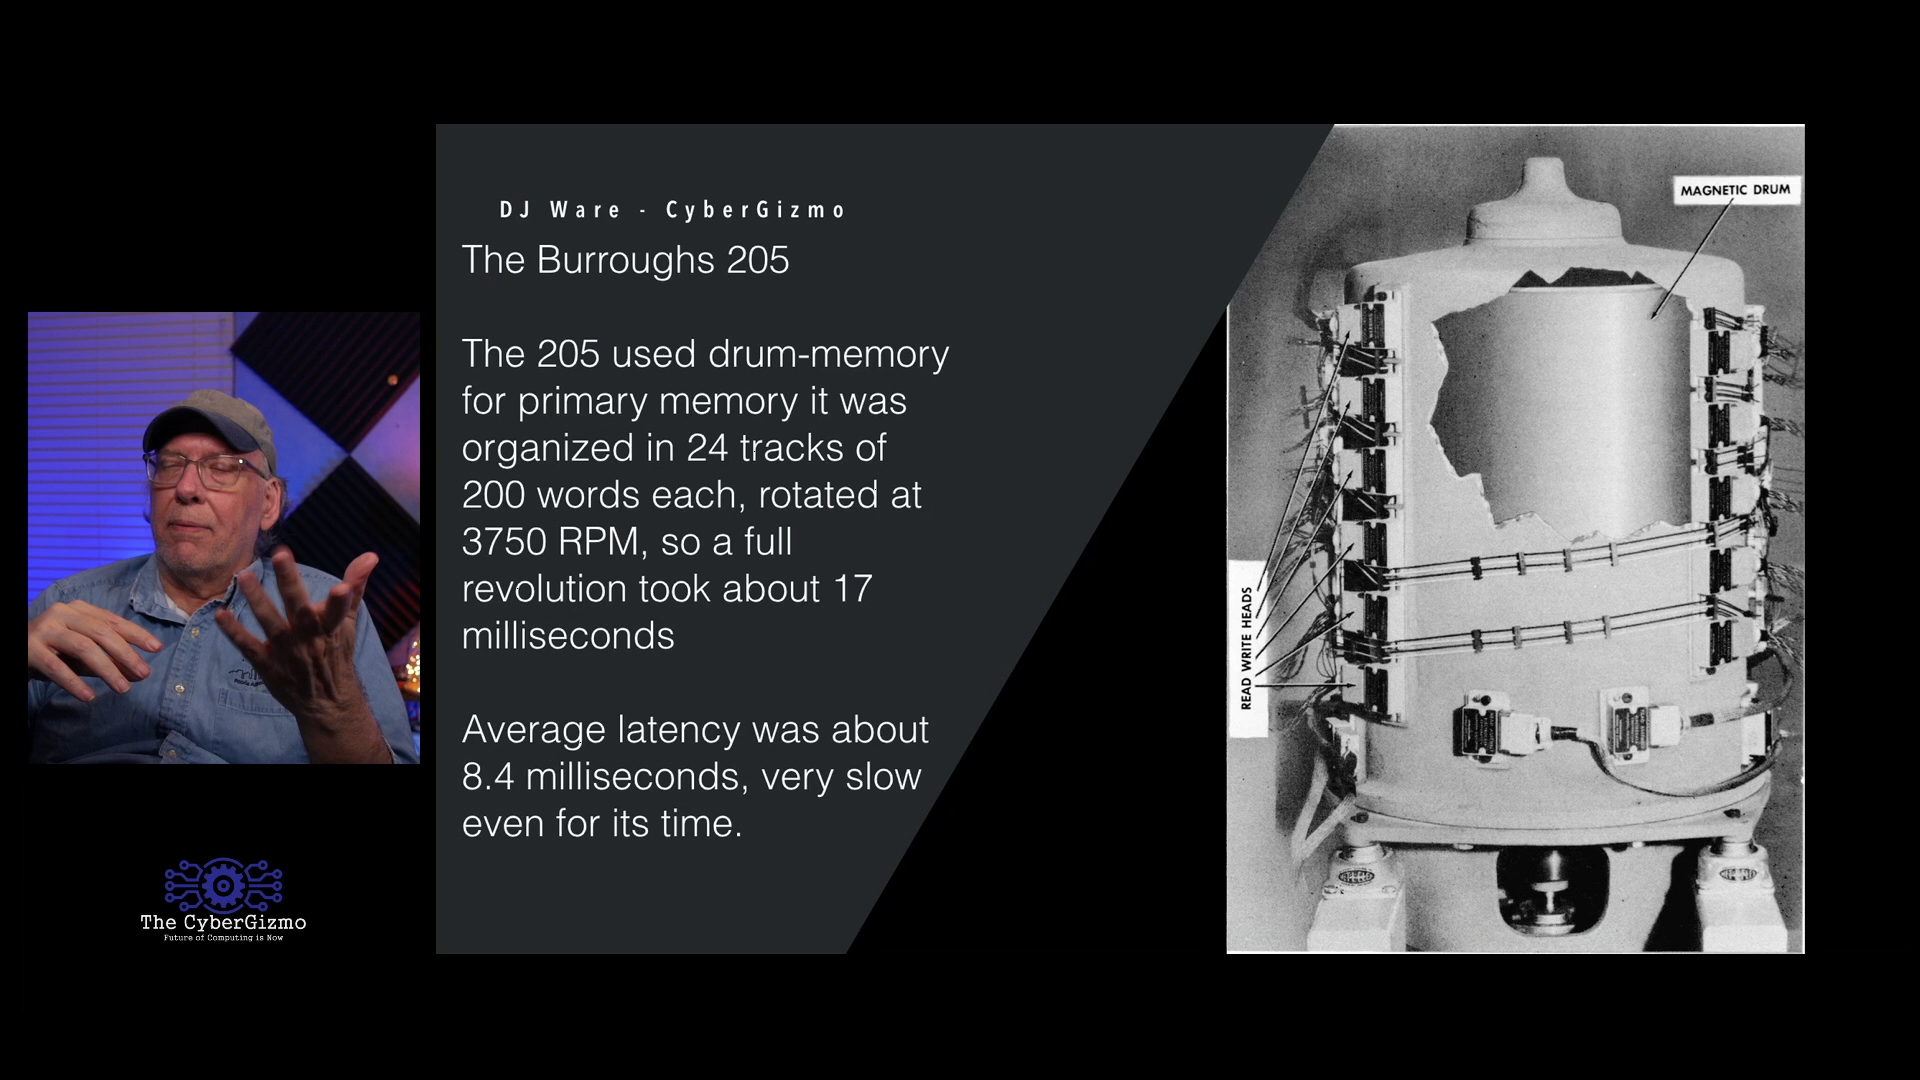 DJ Ware - CyberGizmo
The Burroughs 205
The 205 used drum-memory
for primary memory it was
organized in 24 tracks of
200 words each, rotated at
3750 RPM, so a full
revolution took about 17
milliseconds
Average latency was about
8.4 milliseconds, very slow
even for its time.
MAGNETIC DRUM
READ WRITE HEADS
The CyberGizmo
Future of Computing is Now